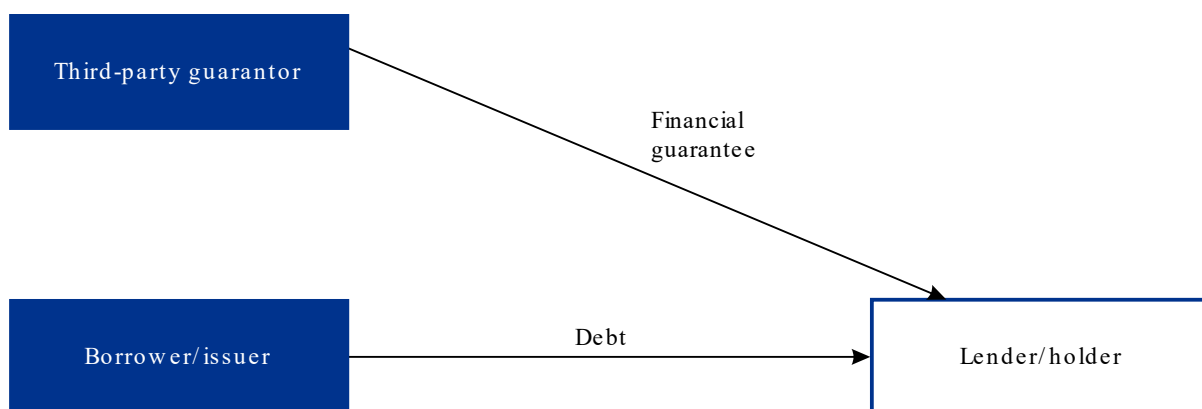 Third-party guarantor
Financial
guarantee
Debt
Borrower/issuer
Lender/holder